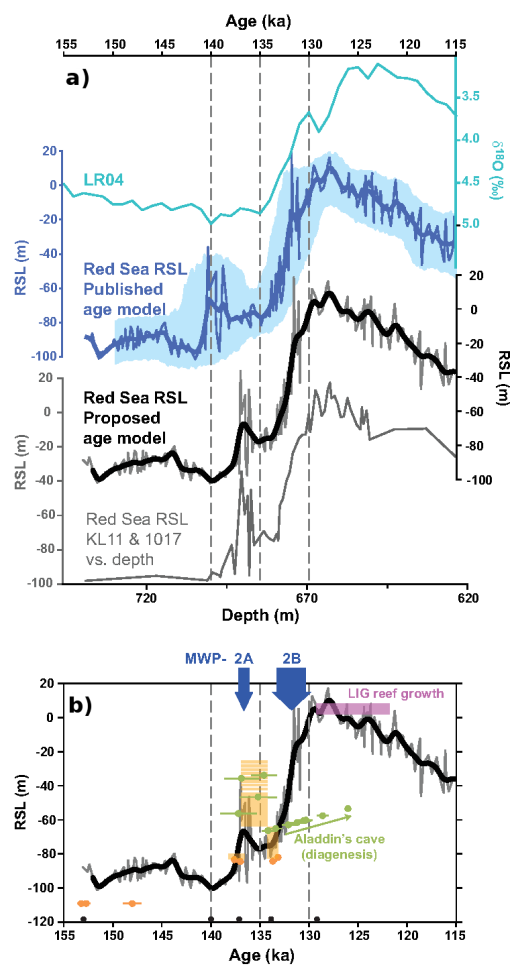 Age (ka)
155 150 145 140 135 130 125 120 115
a)
3.5
4.0
4.5
5.0
δ18O (‰)
LR04
20
0
-20
-40
-60
-80
-100
RSL (m)
Red Sea RSL
Published
age model
20
0
-20
-40
-60
-80
-100
RSL (m)
20
0
-20
-40
-60
-80
-100
RSL (m)
Red Sea RSL
Proposed
age model
Red Sea RSL
KL11 & 1017
vs. depth
720 670 620
Depth (m)
MWP- 2A 2B
b)
LIG reef growth
20
0
-20
-40
-60
-80
-100
-120
RSL (m)
Aladdin's cave
(diagenesis)
155 150 145 140 135 130 125 120 115
Age (ka)